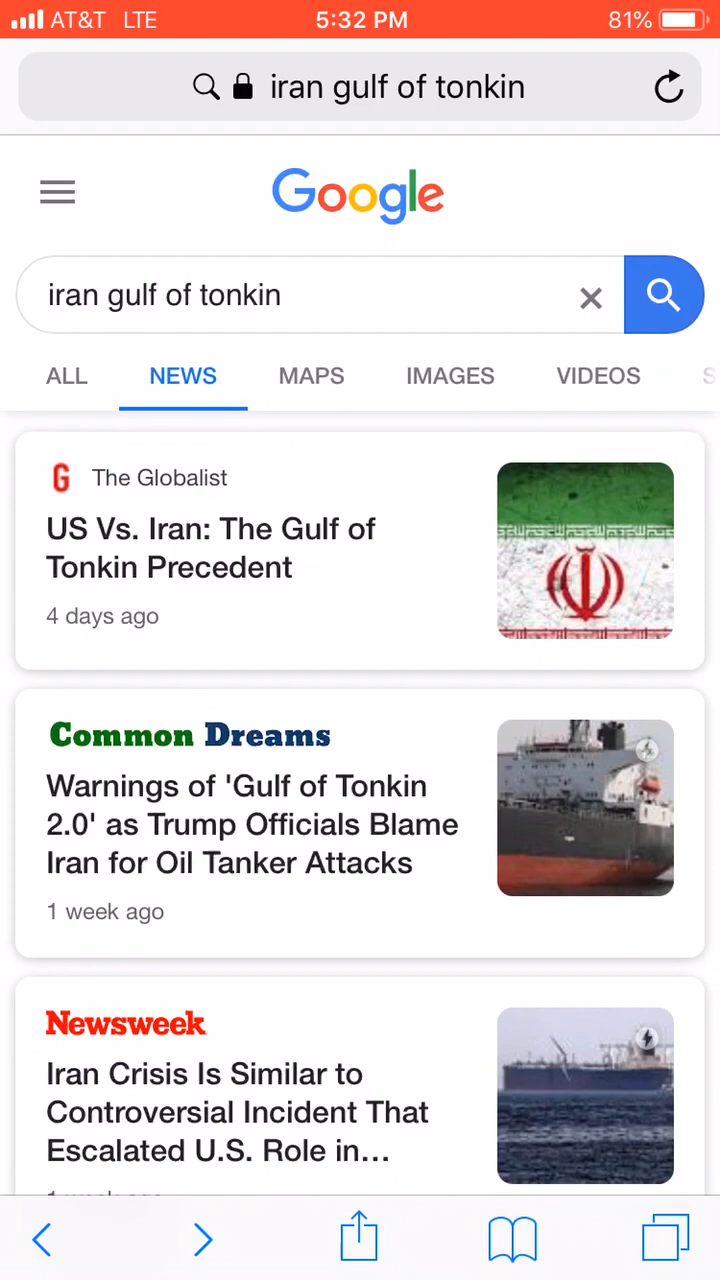 AT&T LTE 5:32 PM 81%
iran gulf of tonkin
Google
iran gulf of tonkin
ALL NEWS MAPS IMAGES VIDEOS S
G The Globalist
US Vs. Iran: The Gulf of
Tonkin Precedent
4 days ago
Common Dreams
Warnings of 'Gulf of Tonkin
2.0' as Trump Officials Blame
Iran for Oil Tanker Attacks
1 week ago
Newsweek
Iran Crisis Is Similar to
Controversial Incident That
Escalated U.S. Role in...